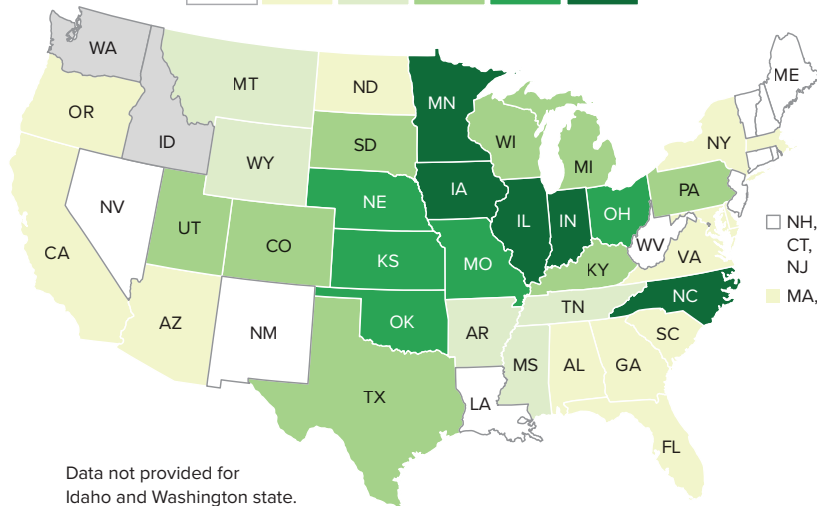 WA
ME
MT
ND
MN
OR
NY
ID
WI
SD
WY
MI
IA
PA
NE
NV
OH
IL
IN
NH,
UT
CO
WV
CT,
CA
VA
KS
MO
NJ
KY
NC
MA,
AZ
OK
TN
NM
AR
SC
MS
AL
GA
TX
LA
FL
Data not provided for
Idaho and Washington state.